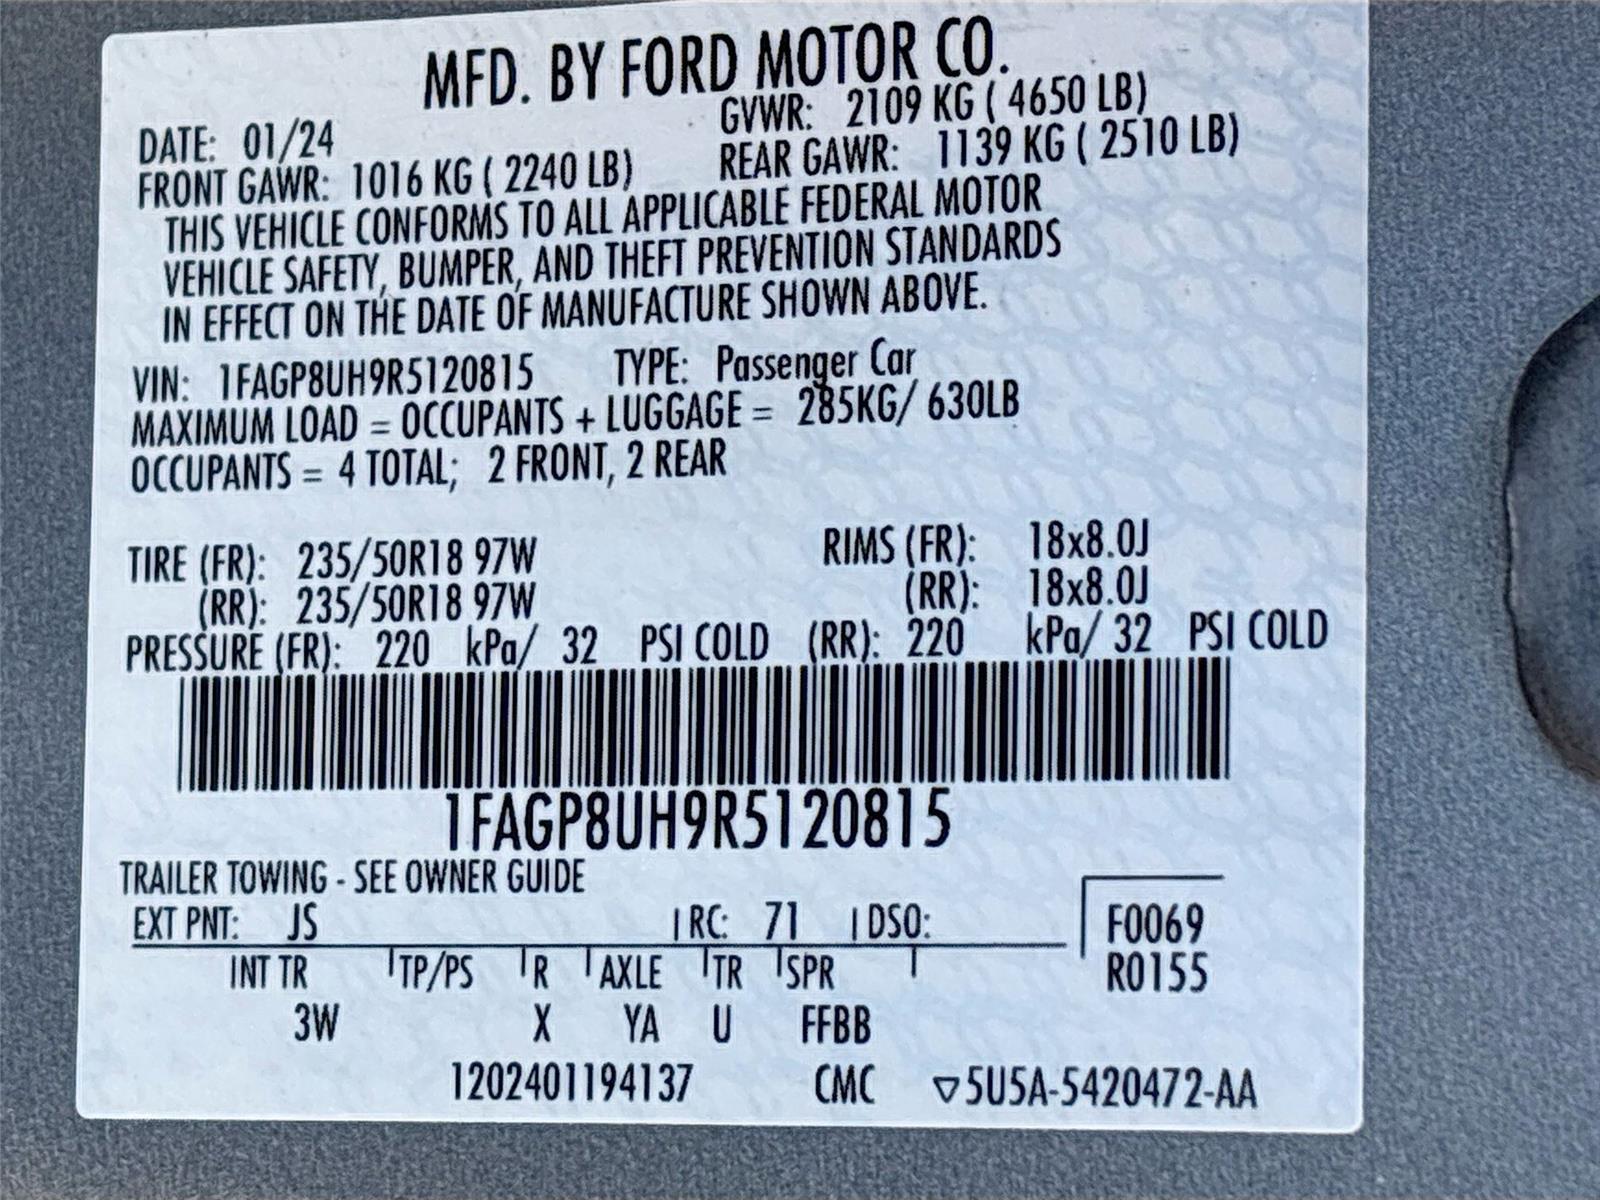 MFD. BY FORD MOTOR CO.
DATE: 01/24 GVWR: 2109 KG ( 4650 LB)
FRONT GAWR: 1016 KG ( 2240 LB) REAR GAWR: 1139 KG ( 2510 LB)
THIS VEHICLE CONFORMS TO ALL APPLICABLE FEDERAL MOTOR
VEHICLE SAFETY, BUMPER, AND THEFT PREVENTION STANDARDS
IN EFFECT ON THE DATE OF MANUFACTURE SHOWN ABOVE.
VIN: 1FAGP8UH9R5120815 TYPE: Passenger Car
MAXIMUM LOAD = OCCUPANTS + LUGGAGE = 285KG/ 630LB
OCCUPANTS = 4 TOTAL; 2 FRONT, 2 REAR
TIRE (FR): 235/50R18 97W RIMS (FR): 18x8.0J
(RR): 235/50R18 97W (RR): 18x8.0J
PRESSURE (FR): 220 kPa/ 32 PSI COLD (RR): 220 kPa/ 32 PSI COLD
1FAGP8UH9R5120815
TRAILER TOWING - SEE OWNER GUIDE
EXT PNT: JS RC: 71 DSO: F0069
INT TR TP/PS R AXLE TR SPR R0155
3W X YA U FFBB
1202401194137 CMC ▽5U5A-5420472-AA